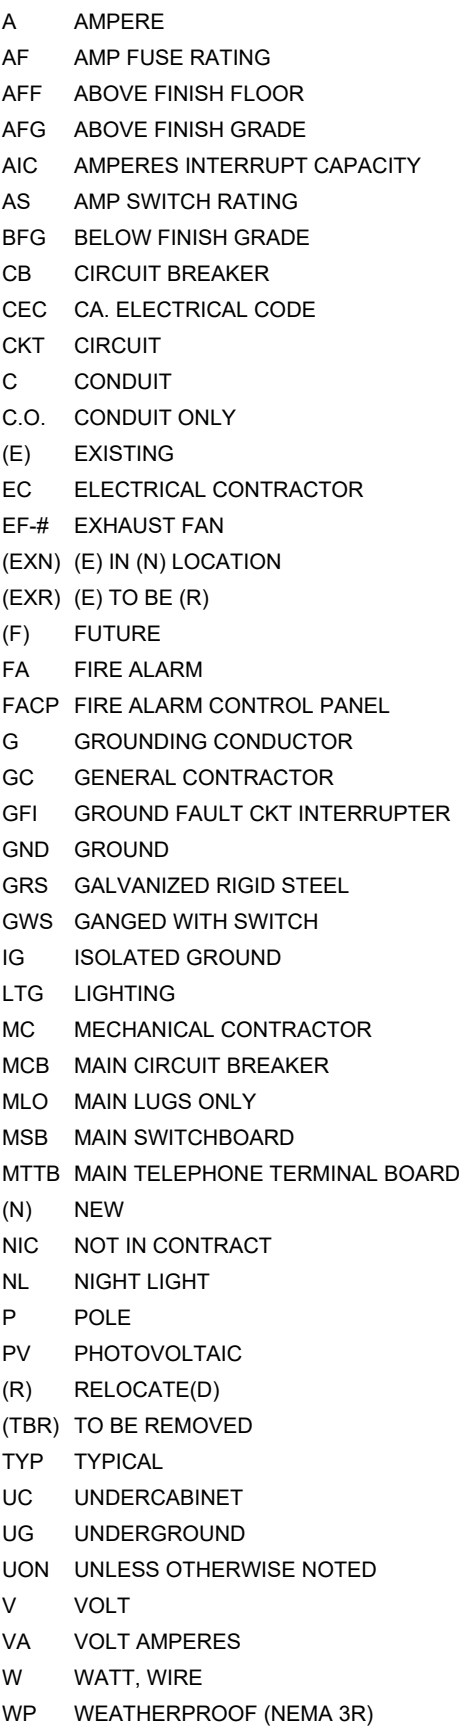 A AMPERE
AF AMP FUSE RATING
AFF ABOVE FINISH FLOOR
AFG ABOVE FINISH GRADE
AIC AMPERES INTERRUPT CAPACITY
AS AMP SWITCH RATING
BFG BELOW FINISH GRADE
CB CIRCUIT BREAKER
CEC CA. ELECTRICAL CODE
CKT CIRCUIT
C CONDUIT
C.O. CONDUIT ONLY
(E) EXISTING
EC ELECTRICAL CONTRACTOR
EF-# EXHAUST FAN
(EXN) (E) IN (N) LOCATION
(EXR) (E) TO BE (R)
(F) FUTURE
FA FIRE ALARM
FACP FIRE ALARM CONTROL PANEL
G GROUNDING CONDUCTOR
GC GENERAL CONTRACTOR
GFI GROUND FAULT CKT INTERRUPTER
GND GROUND
GRS GALVANIZED RIGID STEEL
GWS GANGED WITH SWITCH
IG ISOLATED GROUND
LTG LIGHTING
MC MECHANICAL CONTRACTOR
MCB MAIN CIRCUIT BREAKER
MLO MAIN LUGS ONLY
MSB MAIN SWITCHBOARD
MTTB MAIN TELEPHONE TERMINAL BOARD
(N) NEW
NIC NOT IN CONTRACT
NL NIGHT LIGHT
P POLE
PV PHOTOVOLTAIC
(R) RELOCATE(D)
(TBR) TO BE REMOVED
TYP TYPICAL
UC UNDERCABINET
UG UNDERGROUND
UON UNLESS OTHERWISE NOTED
V VOLT
VA VOLT AMPERES
W WATT, WIRE
WP WEATHERPROOF (NEMA 3R)